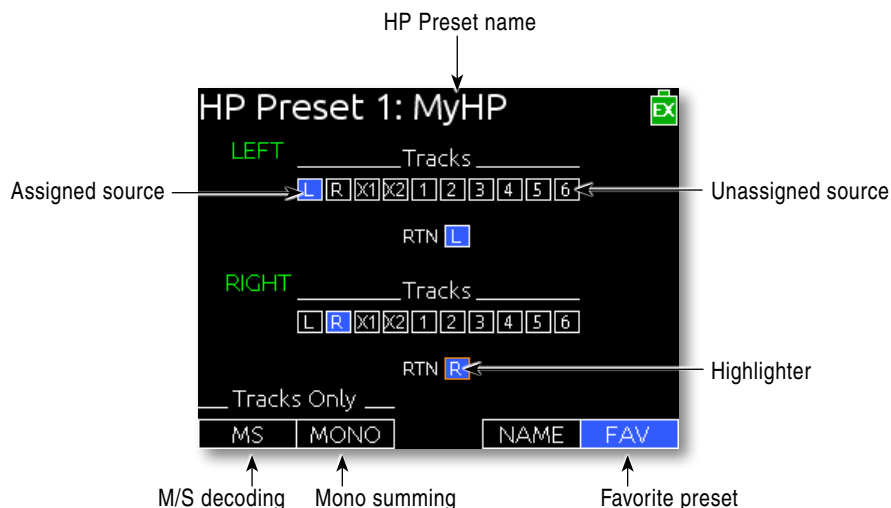 HP Preset name
HP Preset 1: MyHP EX
LEFT
Tracks
Assigned source L R X1 X2 1 2 3 4 5 6 Unassigned source
RTN L
RIGHT
Tracks
L R X1 X2 1 2 3 4 5 6
RTN R Highlighter
Tracks Only
MS MONO NAME FAV
M/S decoding Mono summing Favorite preset